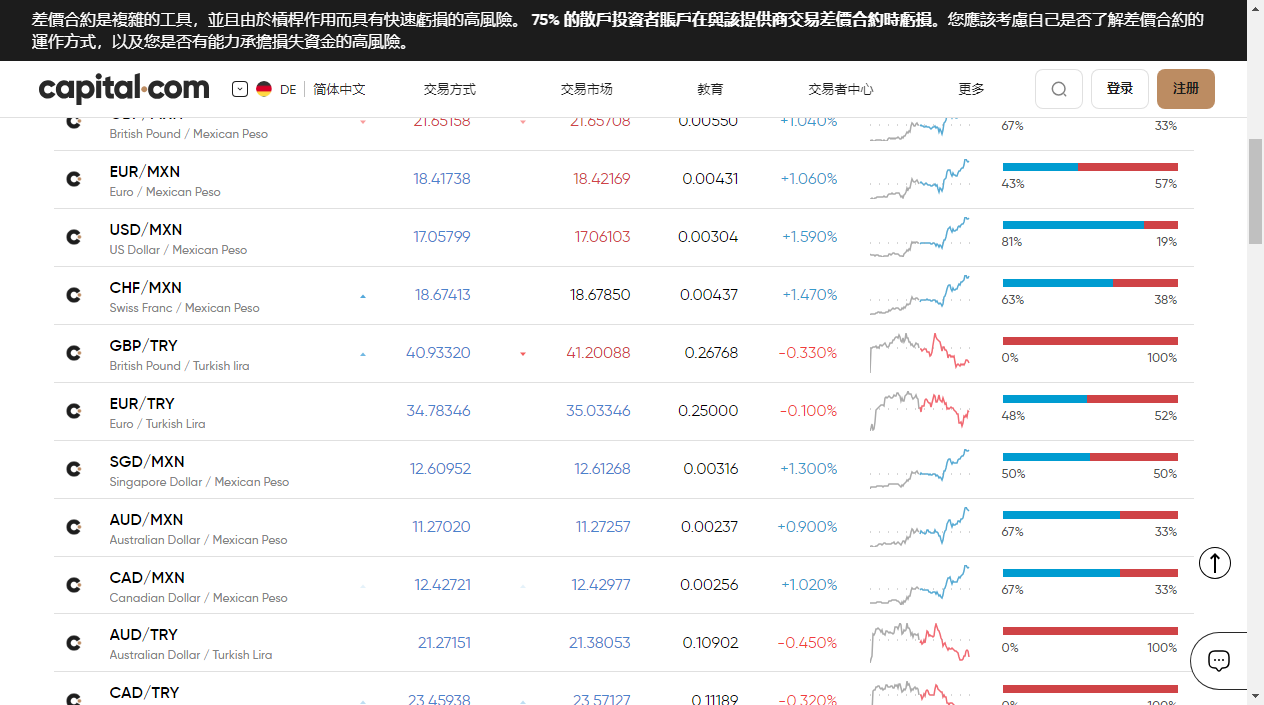 差價合約是複雜的工具，並且由於槓桿作用而具有快速虧損的高風險。 75% 的散戶投資者賬戶在與該提供商交易差價合約時虧損。您應該考慮自己是否了解差價合約的
運作方式，以及您是否有能力承擔損失資金的高風險。
capital.com DE 简体中文 交易方式 交易市场 教育 交易者中心 更多 登录 注册
21.65158 21.65708 0.00550 +1.040%
British Pound / Mexican Peso 67% 33%
EUR/MXN 18.41738 18.42169 0.00431 +1.060%
Euro / Mexican Peso 43% 57%
USD/MXN 17.05799 17.06103 0.00304 +1.590%
US Dollar / Mexican Peso 81% 19%
CHF/MXN 18.67413 18.67850 0.00437 +1.470%
Swiss Franc / Mexican Peso 63% 38%
GBP/TRY 40.93320 41.20088 0.26768 -0.330%
British Pound / Turkish lira 0% 100%
EUR/TRY 34.78346 35.03346 0.25000 -0.100%
Euro / Turkish Lira 48% 52%
SGD/MXN 12.60952 12.61268 0.00316 +1.300%
Singapore Dollar / Mexican Peso 50% 50%
AUD/MXN 11.27020 11.27257 0.00237 +0.900%
Australian Dollar / Mexican Peso 67% 33%
CAD/MXN 12.42721 12.42977 0.00256 +1.020%
Canadian Dollar / Mexican Peso 67% 33%
AUD/TRY 21.27151 21.38053 0.10902 -0.450%
Australian Dollar / Turkish Lira 0% 100%
CAD/TRY 23.45938 23.57127 0.11189 -0.320%